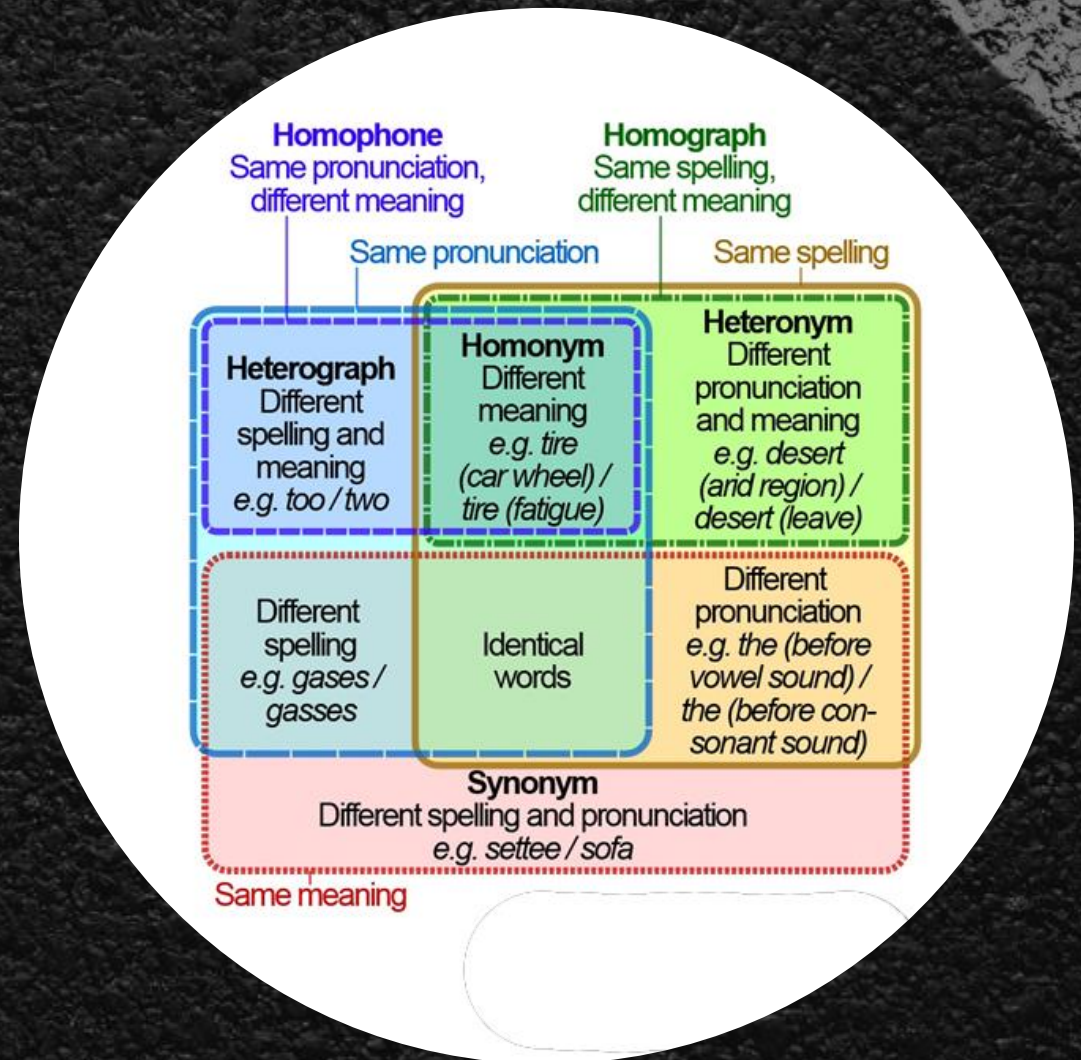 Homophone
Same pronunciation,
different meaning
Homograph
Same spelling,
different meaning
Same pronunciation
Same spelling
Heterograph
Different
spelling and
meaning
e.g. too / two
Homonym
Different
meaning
e.g. tire
(car wheel) /
tire (fatigue)
Heteronym
Different
pronunciation
and meaning
e.g. desert
(arid region) /
desert (leave)
Different
spelling
e.g. gases /
gasses
Identical
words
Different
pronunciation
e.g. the (before
vowel sound) /
the (before con-
sonant sound)
Synonym
Different spelling and pronunciation
e.g. settee / sofa
Same meaning